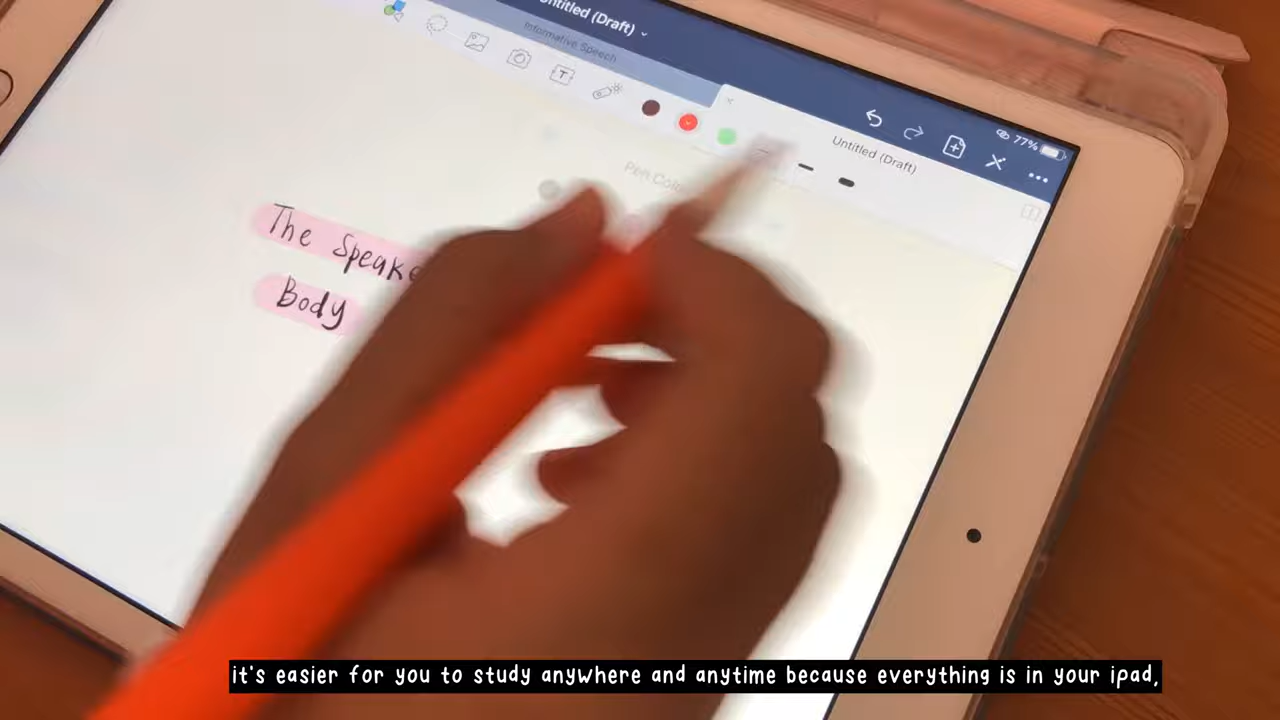 Untitled (Draft)
Informative Speech
T
77%
Untitled (Draft)
The Speake
Body
it's easier for you to study anywhere and anytime because everything is in your ipad,